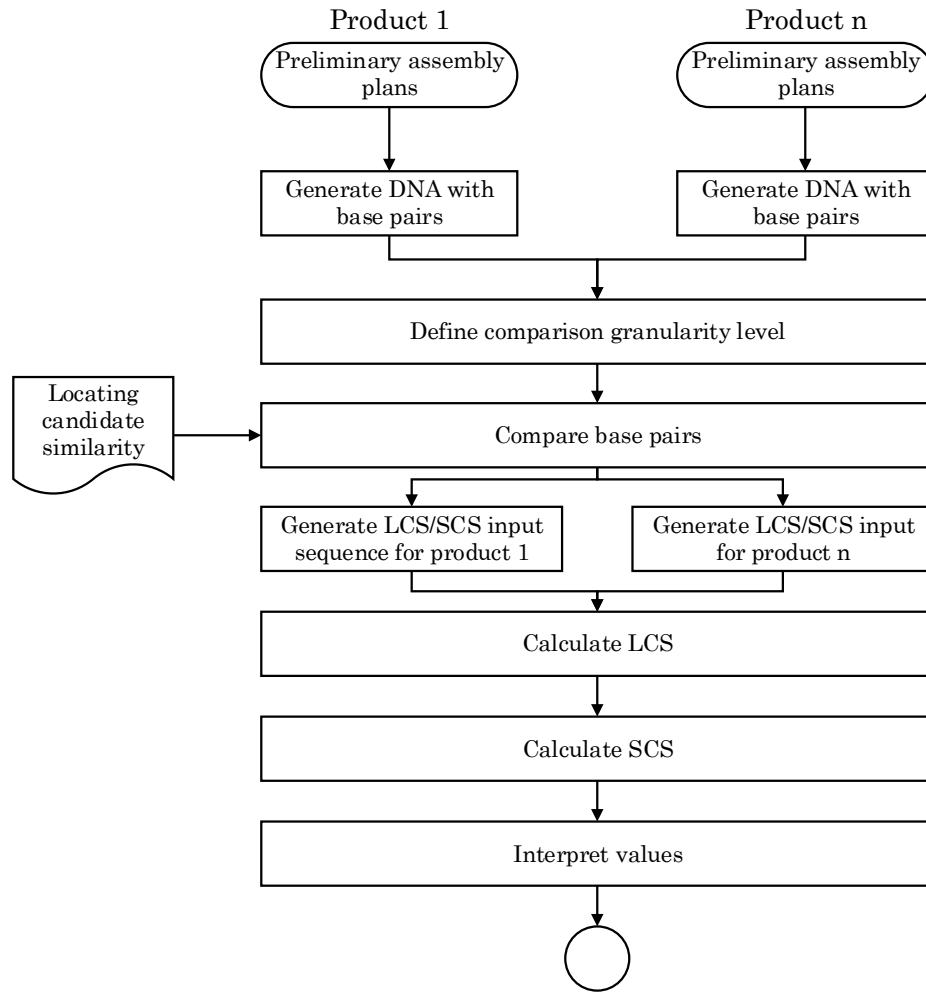 Product 1
Product n
Preliminary assembly
plans
Preliminary assembly
plans
Generate DNA with
base pairs
Generate DNA with
base pairs
Define comparison granularity level
Locating
candidate
similarity
Compare base pairs
Generate LCS/SCS input
sequence for product 1
Generate LCS/SCS input
for product n
Calculate LCS
Calculate SCS
Interpret values